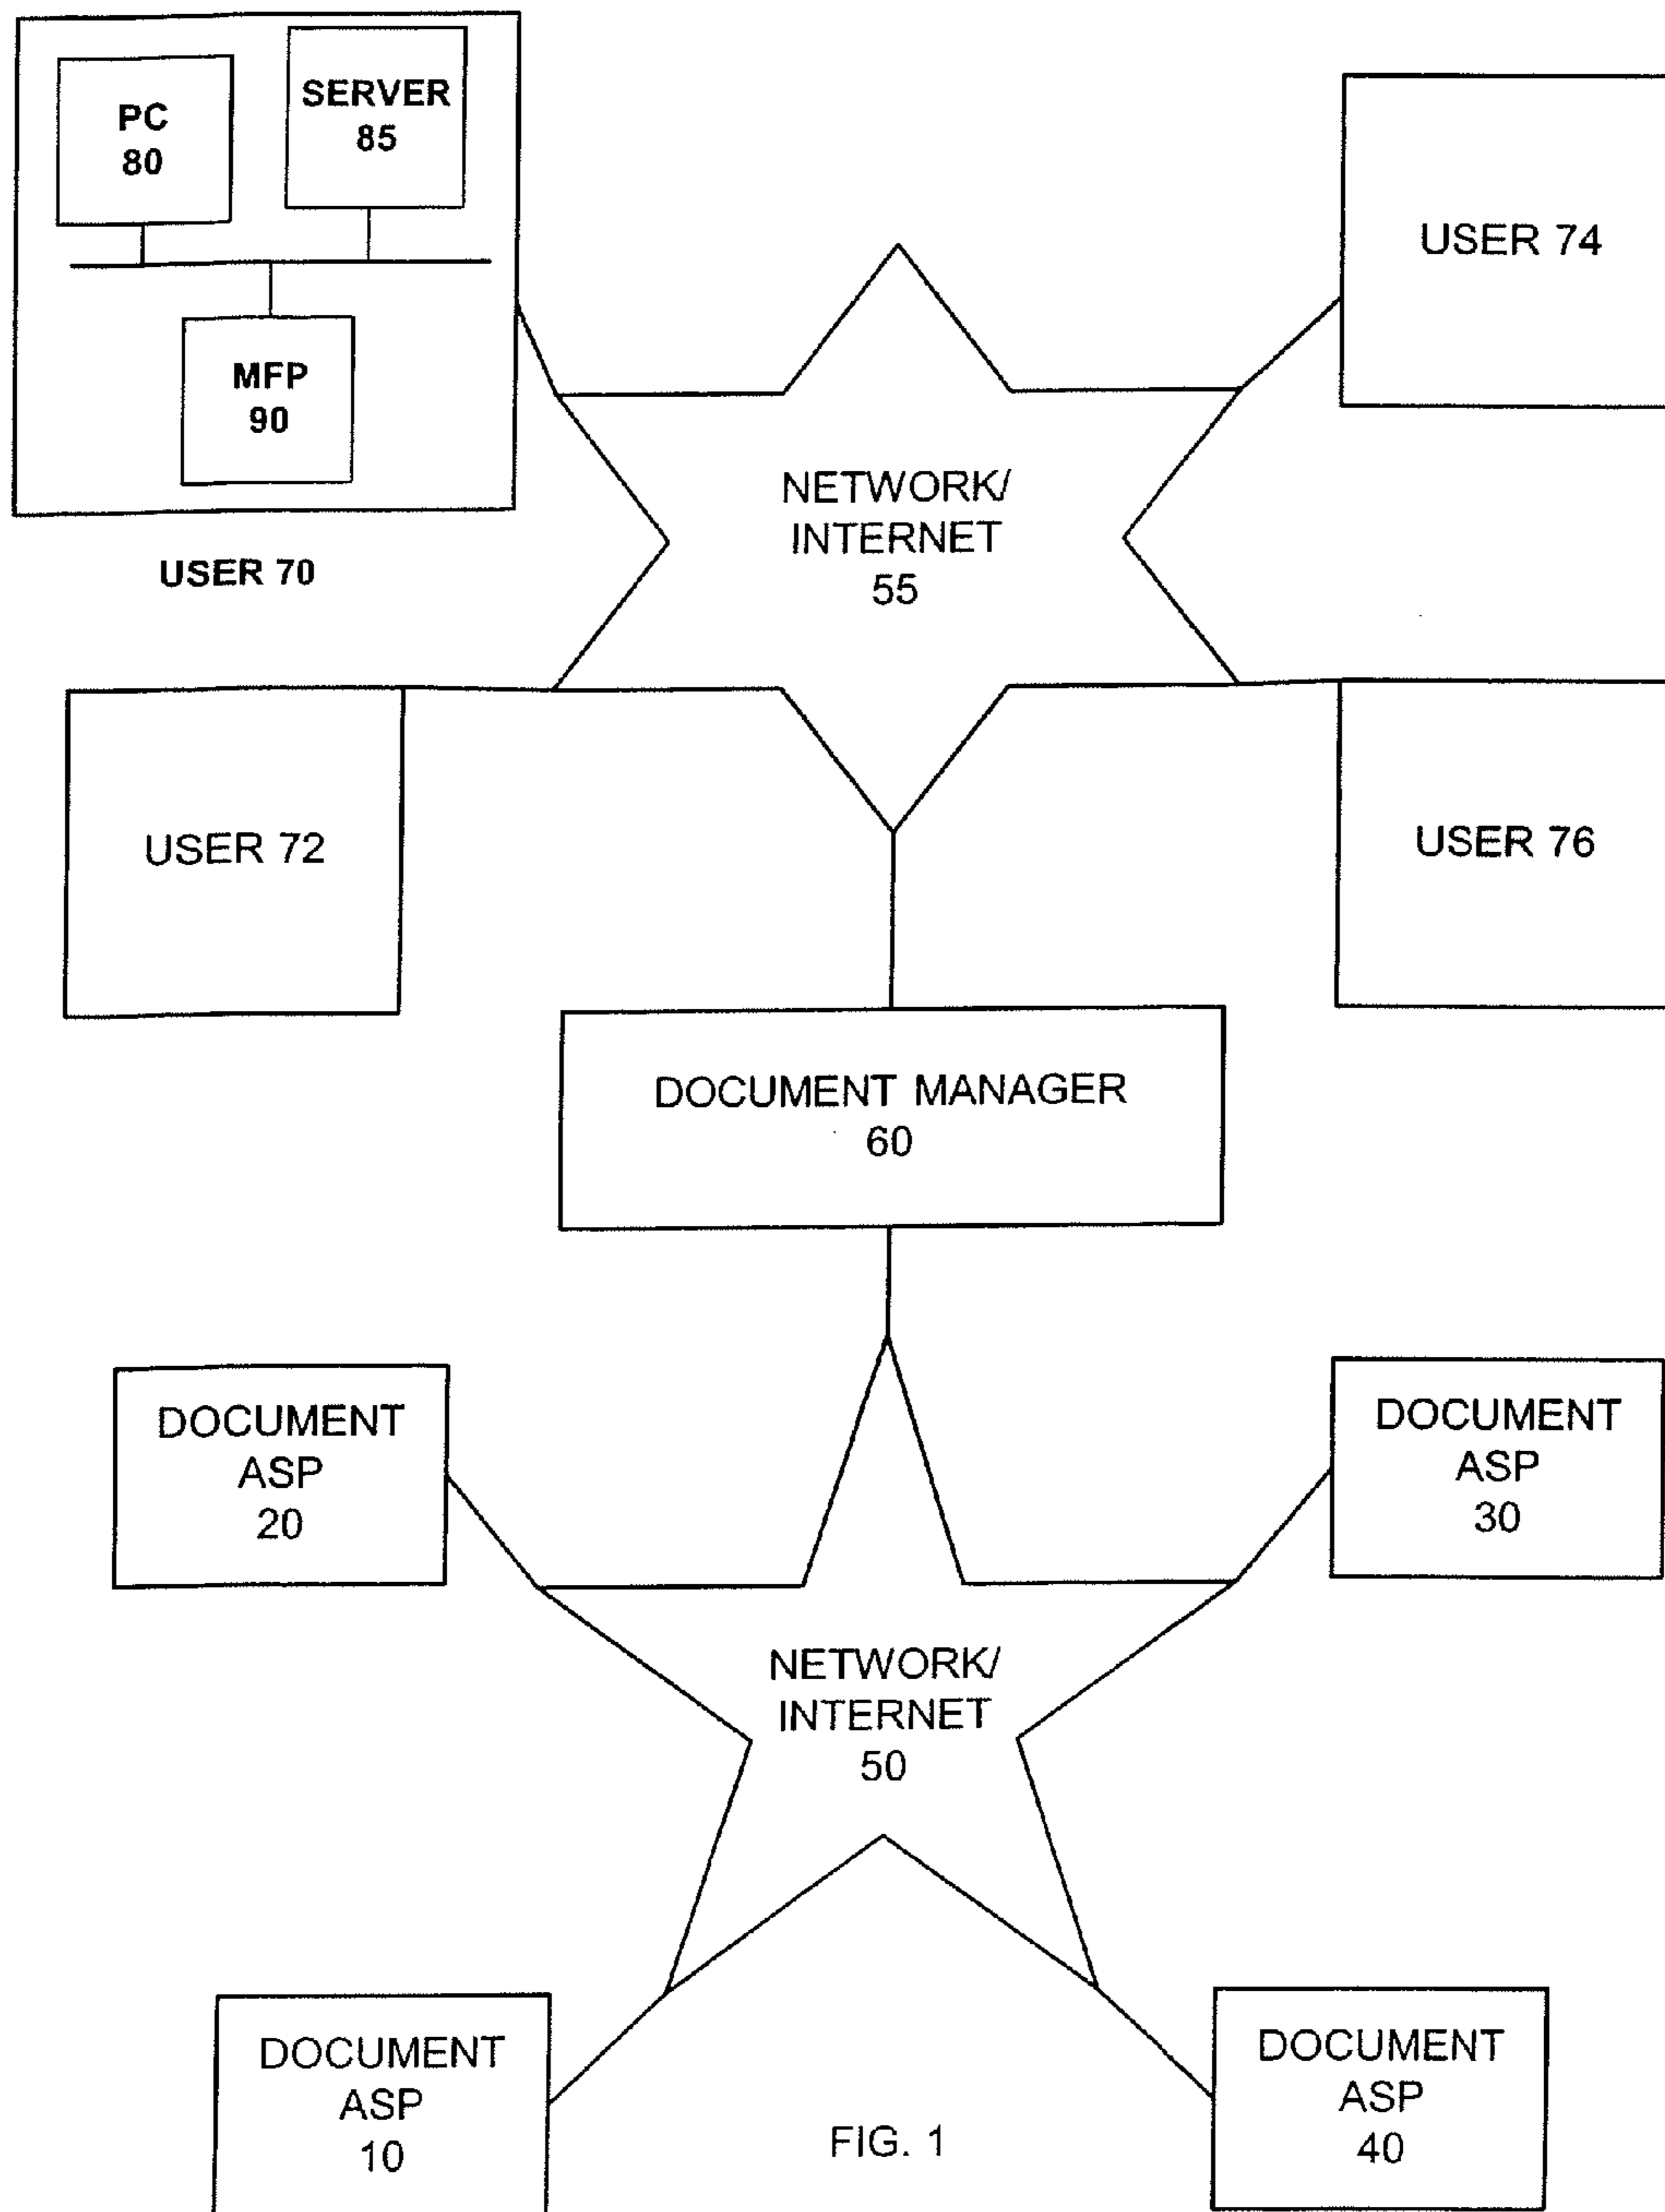 PC
80
SERVER
85
MFP
90
USER 70
USER 74
NETWORK/
INTERNET
55
USER 72
USER 76
DOCUMENT MANAGER
60
DOCUMENT
ASP
20
DOCUMENT
ASP
30
NETWORK/
INTERNET
50
DOCUMENT
ASP
10
DOCUMENT
ASP
40
FIG. 1